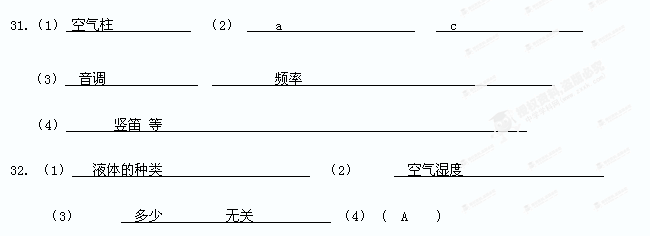 31.（1） 空气柱 （2） a c
（3） 音调 频率
（4） 竖笛 等
32.（1） 液体的种类 （2） 空气湿度
（3） 多少 无关 （4）（ A ）